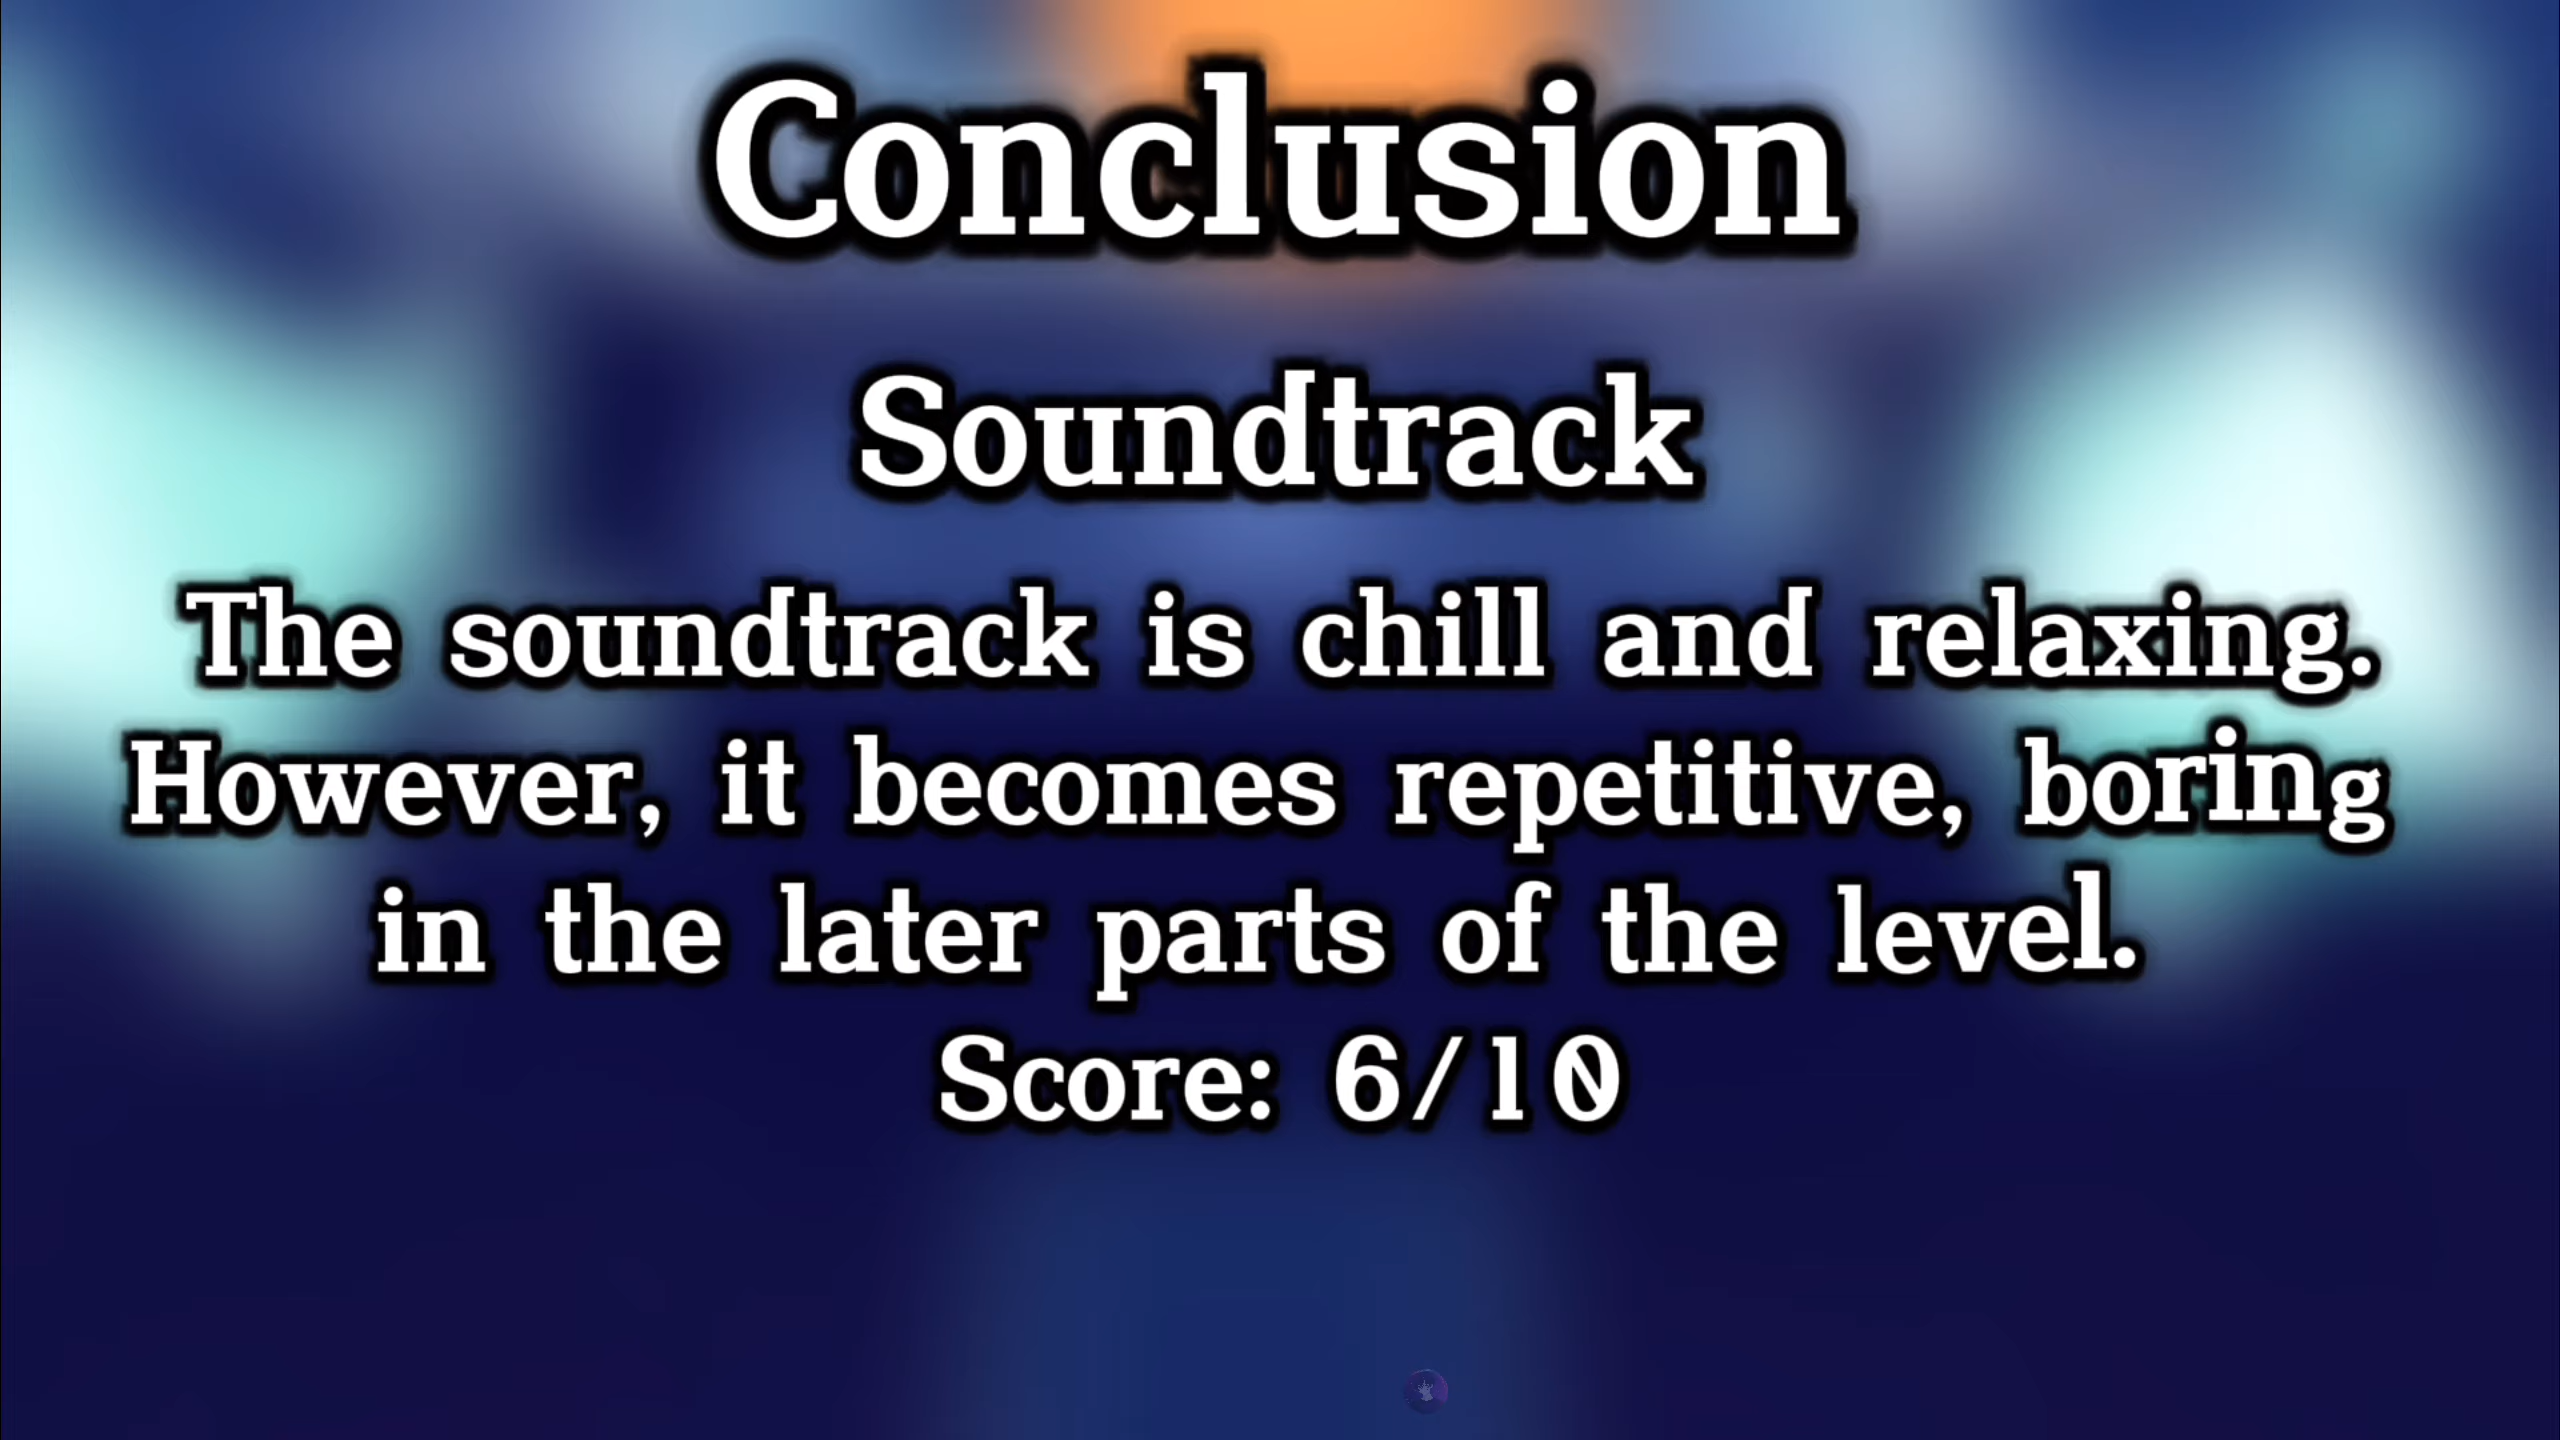 Conclusion
Soundtrack
The soundtrack is chill and relaxing.
However, it becomes repetitive, boring
in the later parts of the level.
Score: 6/10